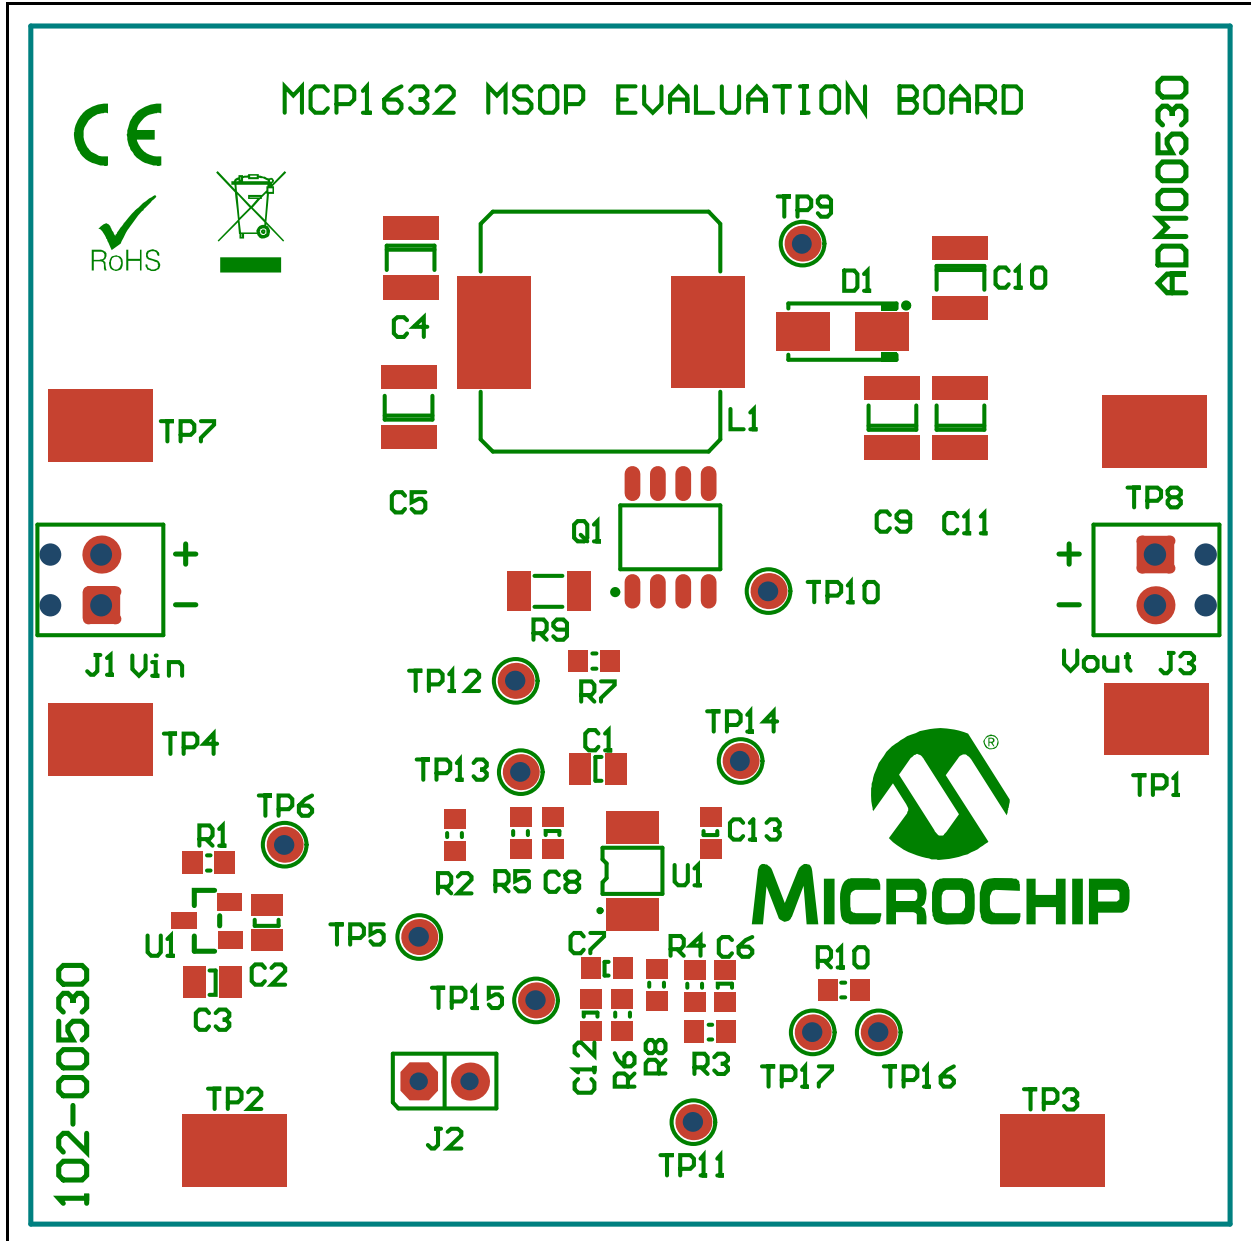 MCP1632 MSOP EVALUATION BOARD
ADM00530
CE
RoHS
TP9
D1
C10
C4
L1
TP7
TP8
C5
Q1
C9
C11
+
+
TP10
−
−
R9
J1 Vin
Vout J3
TP12
R7
TP14
TP4
C1
TP13
®
TP1
TP6
R1
C13
R2
R5
C8
U1
MICROCHIP
TP5
U1
C7
R4
C6
R10
C2
TP15
C3
C12
R6
R8
R3
TP17
TP16
102-00530
TP2
TP3
J2
TP11